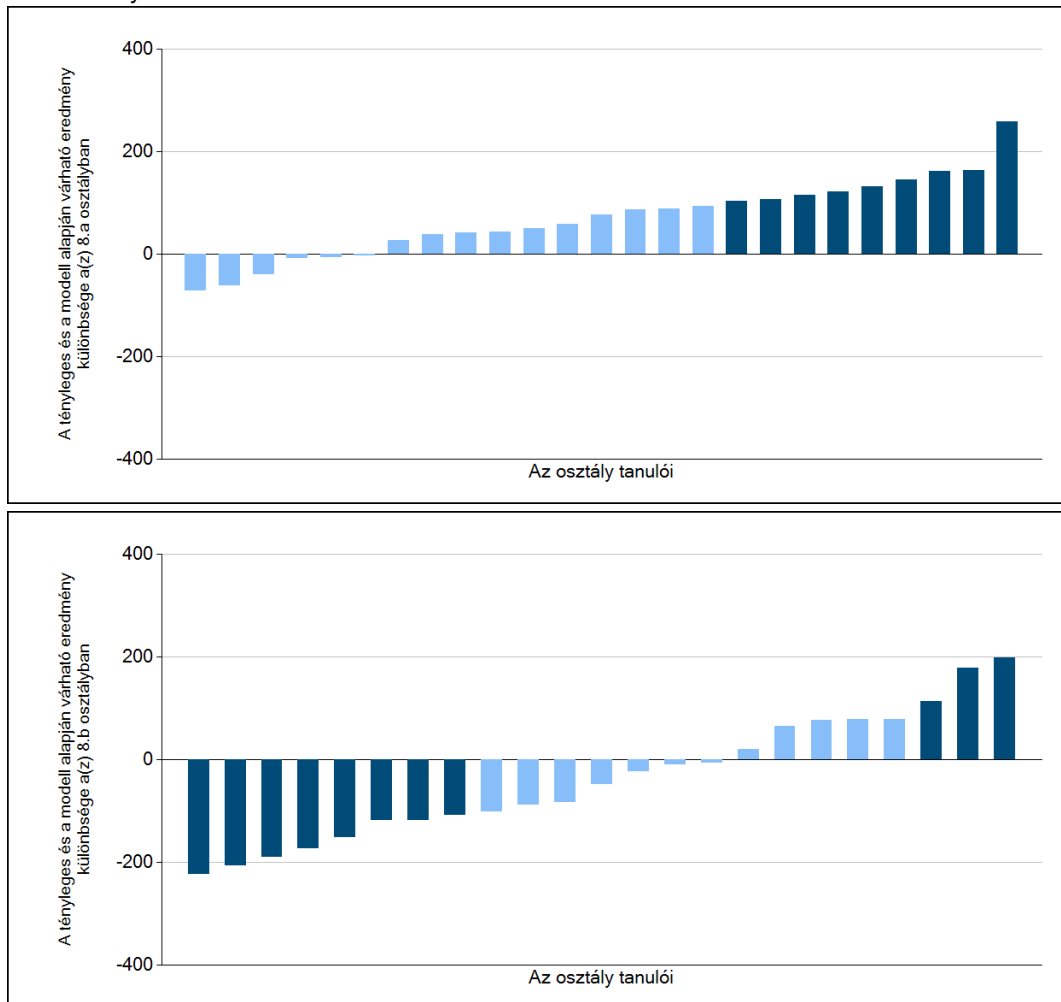 400
200
0
-200
-400
A tényleges és a modell alapján várható eredmény
különbsége a(z) 8.a osztályban
Az osztály tanulói
400
200
0
-200
-400
A tényleges és a modell alapján várható eredmény
különbsége a(z) 8.b osztályban
Az osztály tanulói